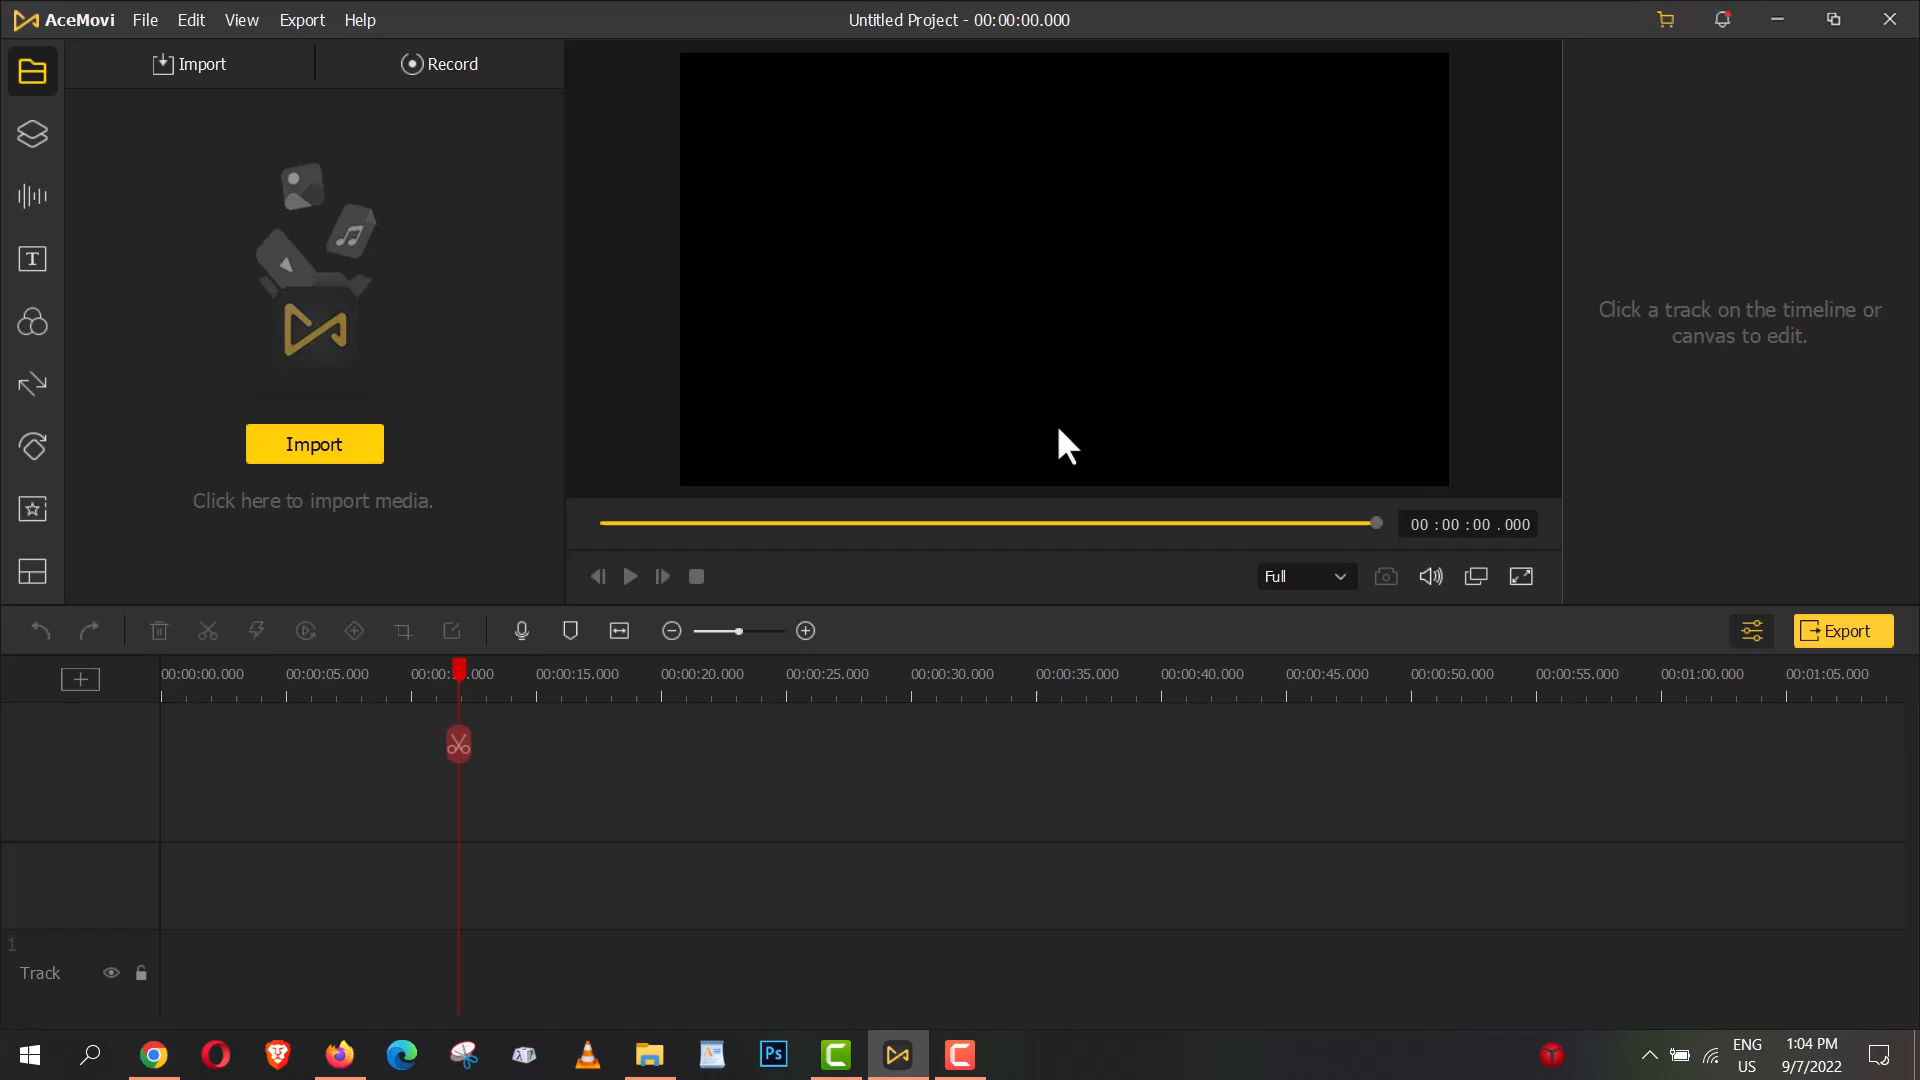 AceMovi File Edit View Export Help Untitled Project - 00:00:00.000
Import Record
Click a track on the timeline or
canvas to edit.
Import
Click here to import media.
00 : 00 : 00 . 000
Full
Export
00:00:00.000 00:00:05.000 00:00: .000 00:00:15.000 00:00:20.000 00:00:25.000 00:00:30.000 00:00:35.000 00:00:40.000 00:00:45.000 00:00:50.000 00:00:55.000 00:01:00.000 00:01:05.000
1
Track
Ps
ENG
US
1:04 PM
9/7/2022